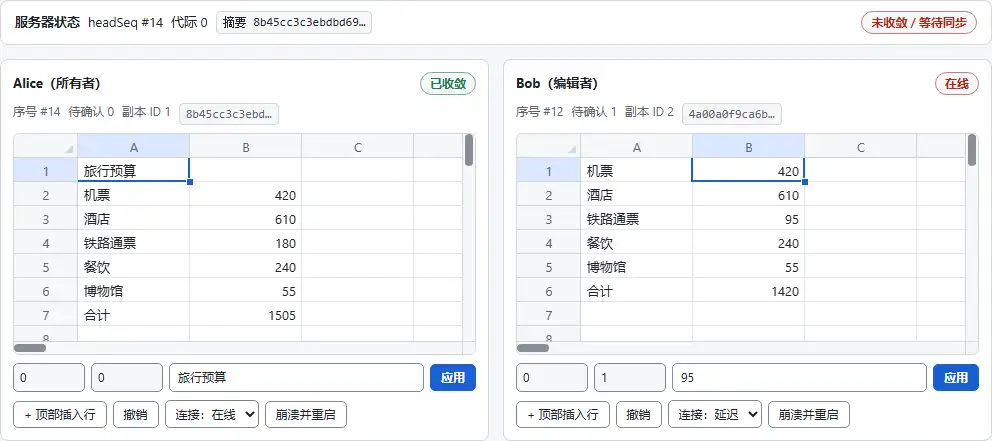 服务器状态 headSeq #14 代际 0 摘要 8b45cc3c3ebdbd69… 未收敛 / 等待同步
Alice（所有者） 已收敛
序号 #14 待确认 0 副本 ID 1 8b45cc3c3ebd…
A B C
1 旅行预算
2 机票 420
3 酒店 610
4 铁路通票 180
5 餐饮 240
6 博物馆 55
7 合计 1505
8
0 0 旅行预算 应用
+ 顶部插入行 撤销 连接：在线 崩溃并重启
Bob（编辑者） 在线
序号 #12 待确认 1 副本 ID 2 4a00a0f9ca6b…
A B C
1 机票 420
2 酒店 610
3 铁路通票 95
4 餐饮 240
5 博物馆 55
6 合计 1420
7
8
0 1 95 应用
+ 顶部插入行 撤销 连接：延迟 崩溃并重启